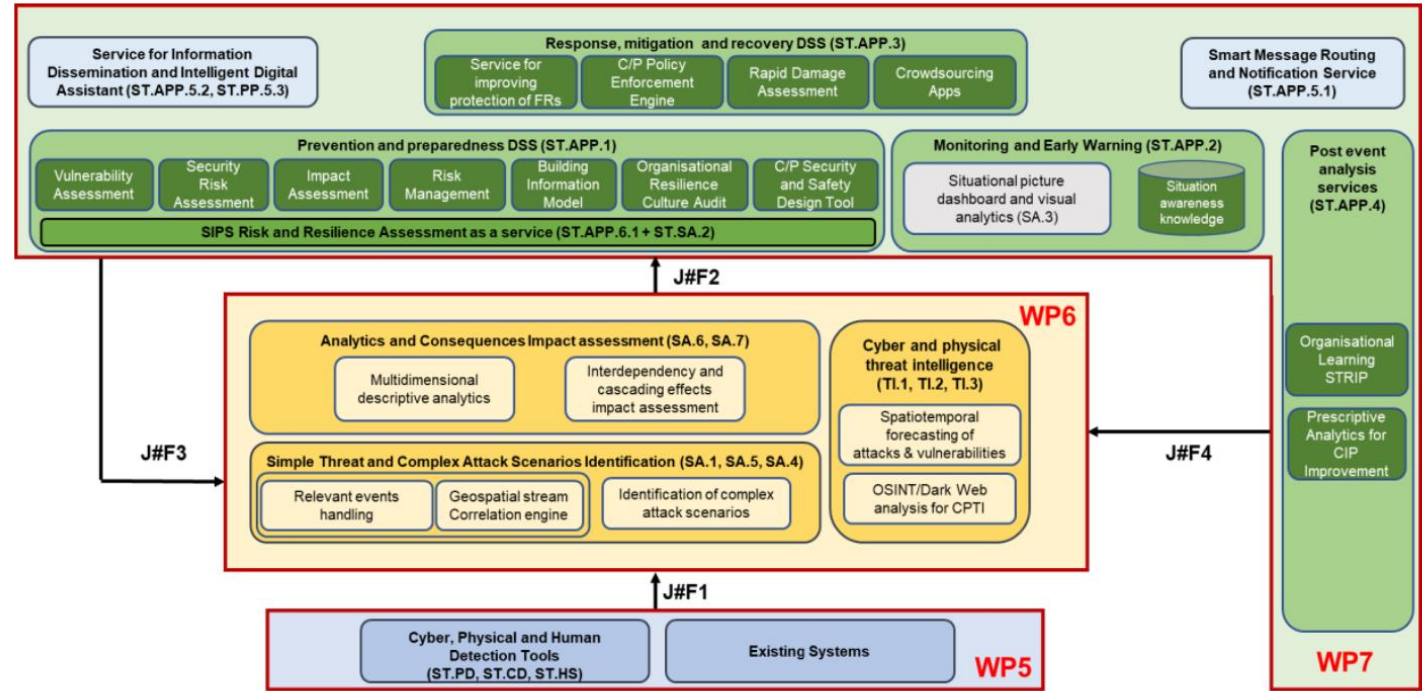 Service for Information
Dissemination and Intelligent Digital
Assistant (ST.APP.5.2, ST.PP.5.3)
Response, mitigation and recovery DSS (ST.APP.3)
Service for
improving
protection of FRs
C/P Policy
Enforcement
Engine
Rapid Damage
Assessment
Crowdsourcing
Apps
Smart Message Routing
and Notification Service
(ST.APP.5.1)
Prevention and preparedness DSS (ST.APP.1)
Vulnerability
Assessment
Security
Risk
Assessment
Impact
Assessment
Risk
Management
Building
Information
Model
Organisational
Resilience
Culture Audit
C/P Security
and Safety
Design Tool
SIPS Risk and Resilience Assessment as a service (ST.APP.6.1 + ST.SA.2)
Monitoring and Early Warning (ST.APP.2)
Situational picture
dashboard and visual
analytics (SA.3)
Situation
awareness
knowledge
Post event
analysis
services
(ST.APP.4)
Organisational
Learning
STRIP
Prescriptive
Analytics for
CIP
Improvement
WP7
J#F2
J#F3
J#F4
WP6
Analytics and Consequences Impact assessment (SA.6, SA.7)
Multidimensional
descriptive analytics
Interdependency and
cascading effects
impact assessment
Cyber and physical
threat intelligence
(TI.1, TI.2, TI.3)
Spatiotemporal
forecasting of
attacks & vulnerabilities
OSINT/Dark Web
analysis for CPTI
Simple Threat and Complex Attack Scenarios Identification (SA.1, SA.5, SA.4)
Relevant events
handling
Geospatial stream
Correlation engine
Identification of complex
attack scenarios
J#F1
Cyber, Physical and Human
Detection Tools
(ST.PD, ST.CD, ST.HS)
Existing Systems
WP5